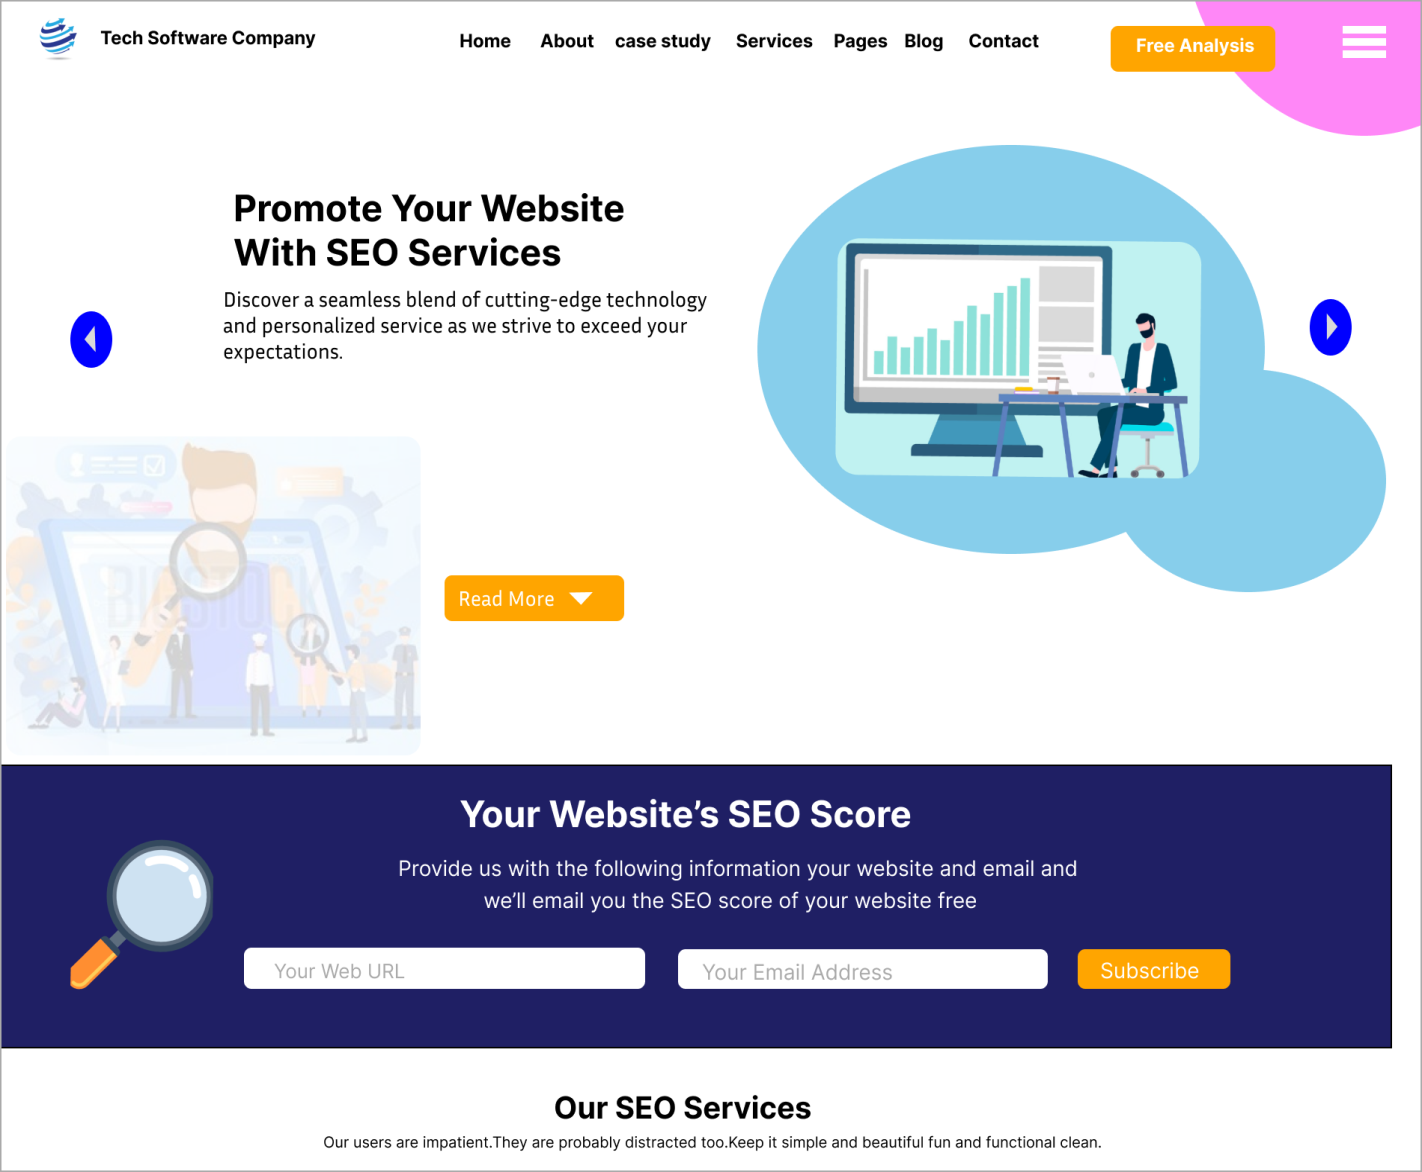 Tech Software Company
Home About case study Services Pages Blog Contact
Free Analysis
Promote Your Website
With SEO Services
Discover a seamless blend of cutting-edge technology
and personalized service as we strive to exceed your
expectations.
BIGSTOCK
Read More
Your Website’s SEO Score
Provide us with the following information your website and email and
we’ll email you the SEO score of your website free
Your Web URL
Your Email Address
Subscribe
Our SEO Services
Our users are impatient.They are probably distracted too.Keep it simple and beautiful fun and functional clean.